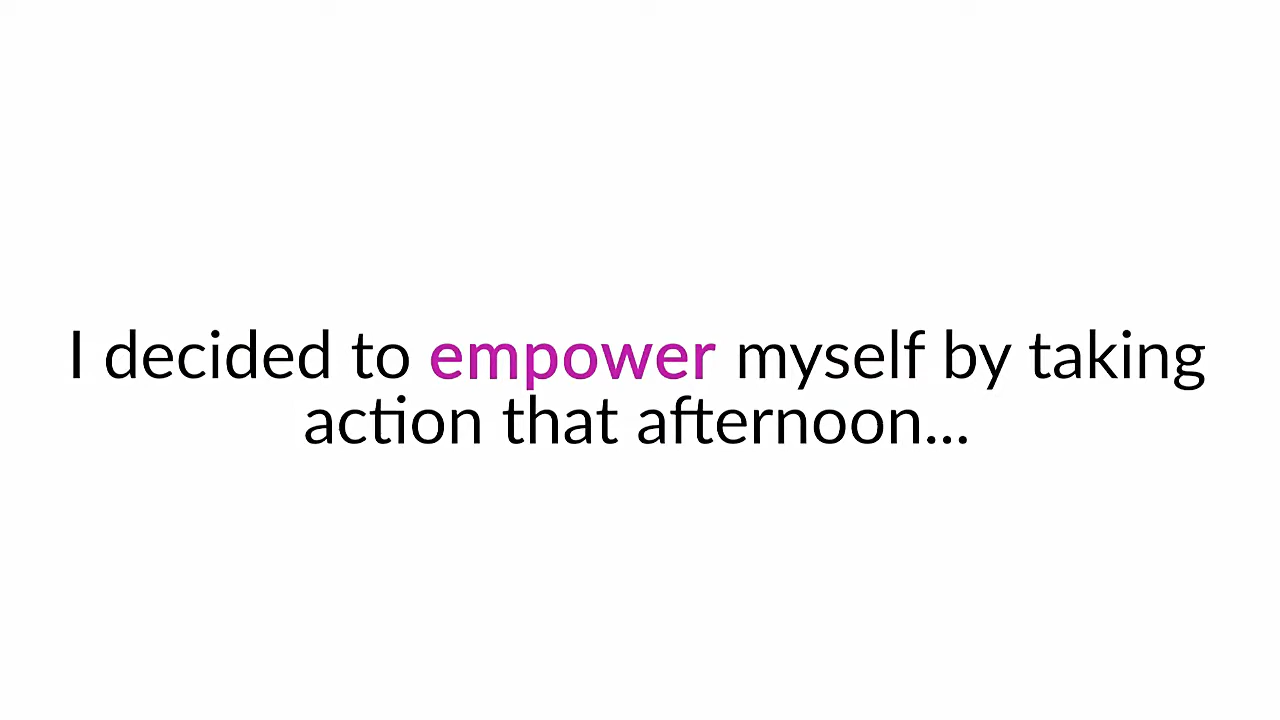 I decided to empower myself by taking
action that afternoon...